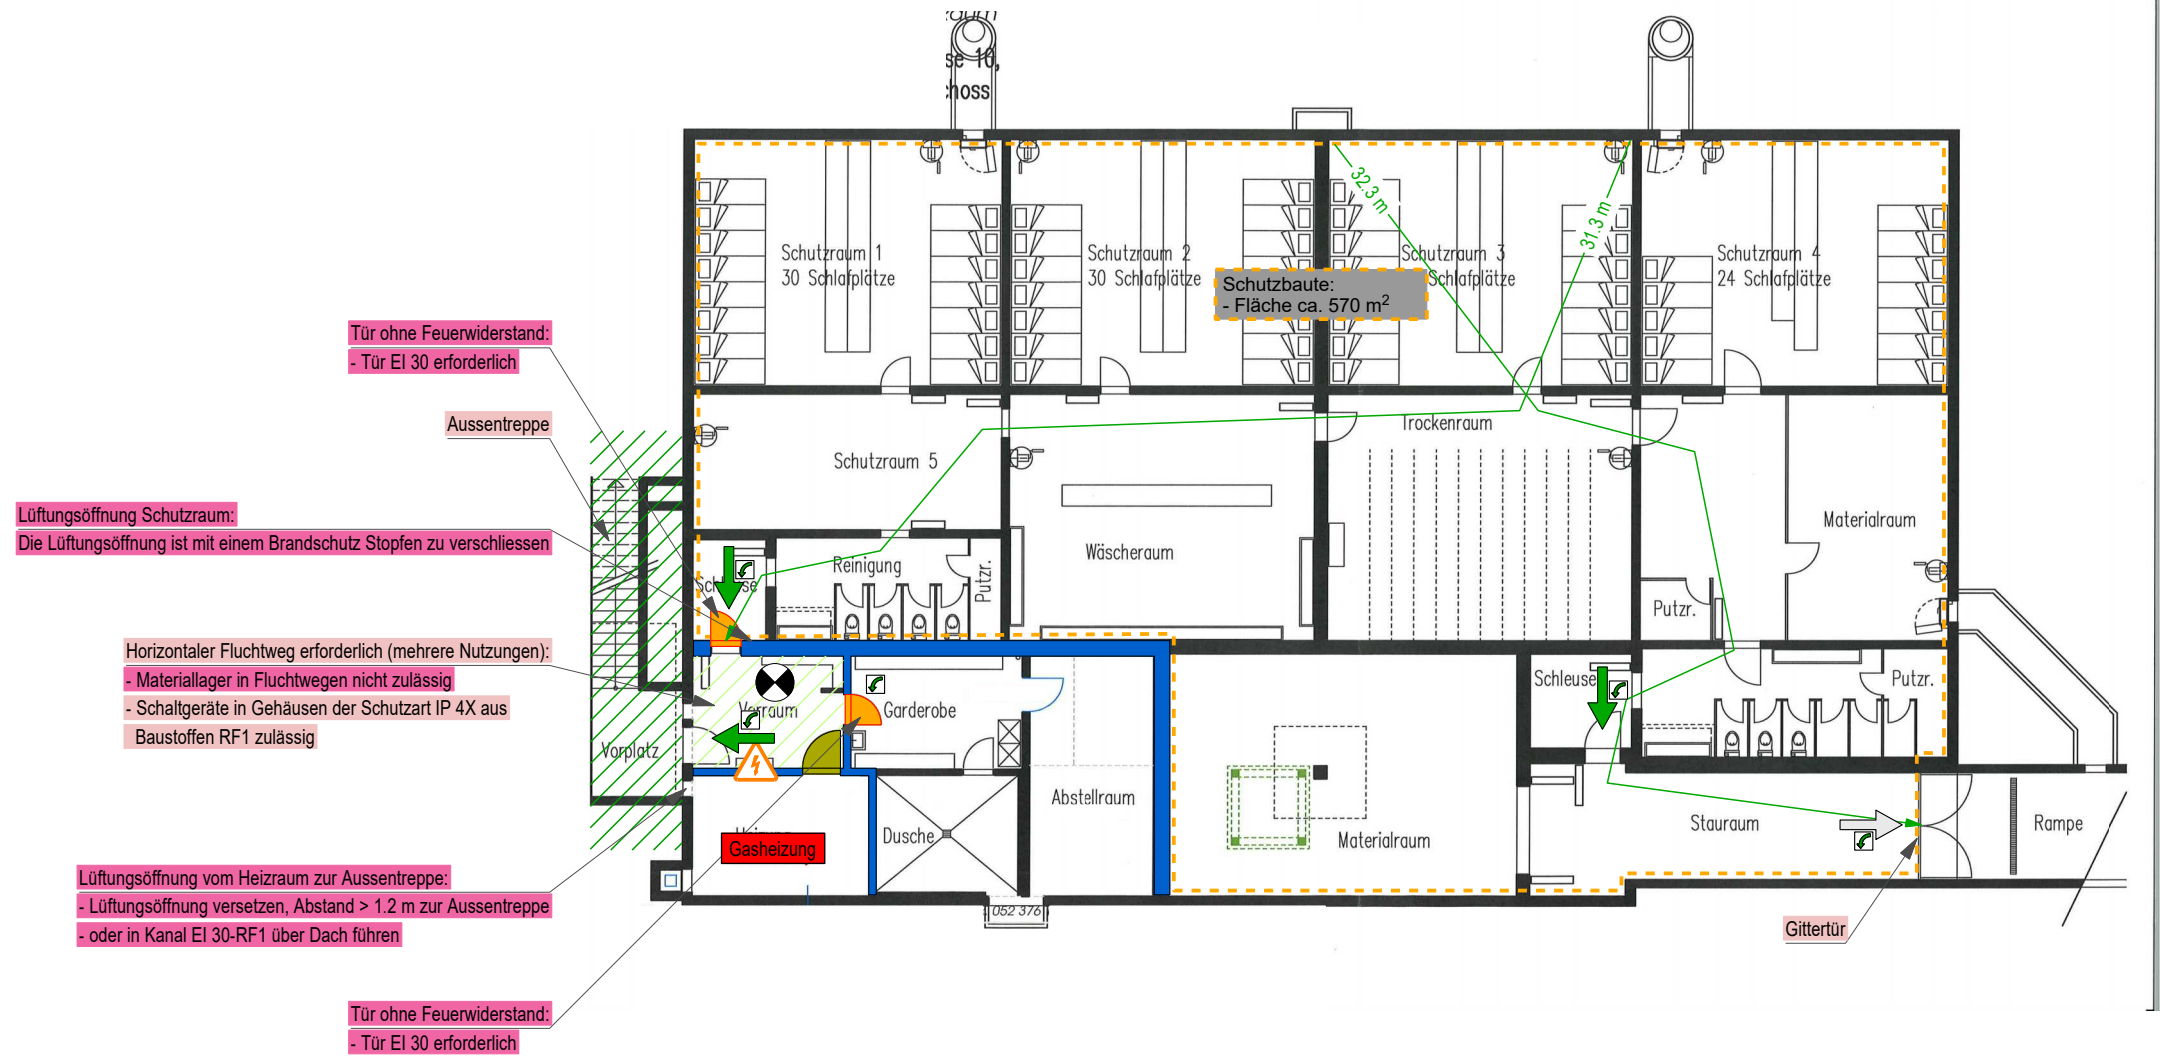 se 10,
hoss
Schutzraum 1
30 Schlafplätze
Schutzraum 2
30 Schlafplätze
32.3 m
31.3 m
Schutzraum 3
Schlafplätze
Schutzraum 4
24 Schlafplätze
Schutzbaute:
- Fläche ca. 570 m²
Tür ohne Feuerwiderstand:
- Tür EI 30 erforderlich
Aussentreppe
Schutzraum 5
Trockenraum
Lüftungsöffnung Schutzraum:
Die Lüftungsöffnung ist mit einem Brandschutz Stopfen zu verschliessen
Reinigung
Putzr.
Wäscheraum
Materialraum
Putzr.
Horizontaler Fluchtweg erforderlich (mehrere Nutzungen):
- Materiallager in Fluchtwegen nicht zulässig
- Schaltgeräte in Gehäusen der Schutzart IP 4X aus
Baustoffen RF1 zulässig
Vorplatz
Vorraum
Garderobe
Schleuse
Putzr.
Abstellraum
Gasheizung
Dusche
Materialraum
Stauraum
Rampe
Lüftungsöffnung vom Heizraum zur Aussentreppe:
- Lüftungsöffnung versetzen, Abstand > 1.2 m zur Aussentreppe
- oder in Kanal EI 30-RF1 über Dach führen
052 376
Gittertür
Tür ohne Feuerwiderstand:
- Tür EI 30 erforderlich